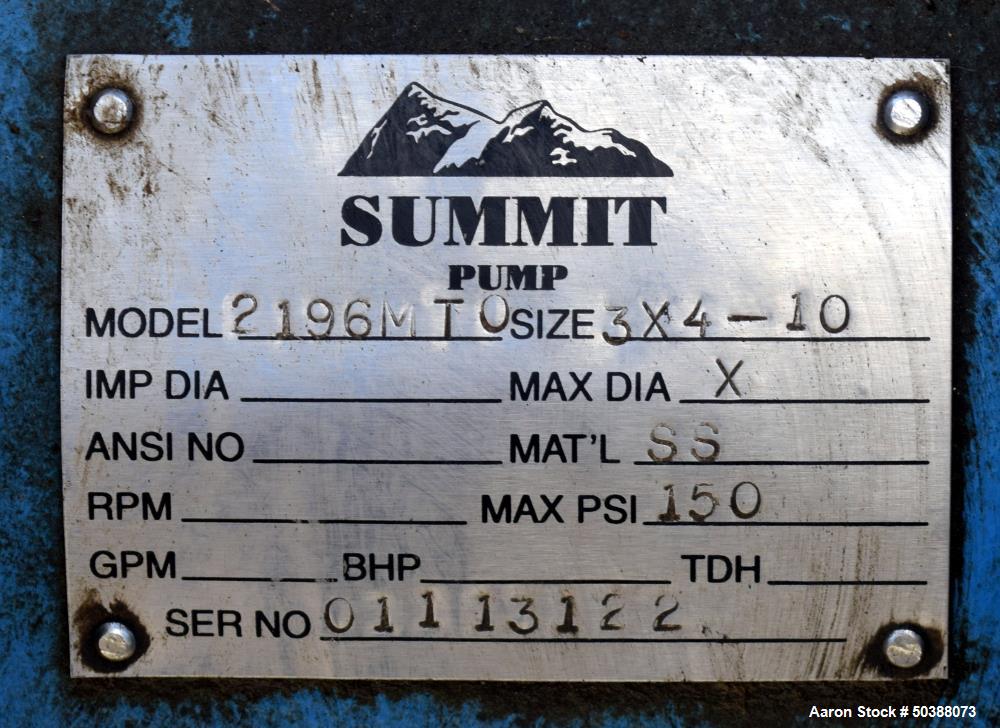 SUMMIT
PUMP
MODEL 2196MTO SIZE 3X4-10
IMP DIA MAX DIA X
ANSI NO MAT'L SS
RPM MAX PSI 150
GPM BHP TDH
SER NO 01113122
Aaron Stock # 50388073